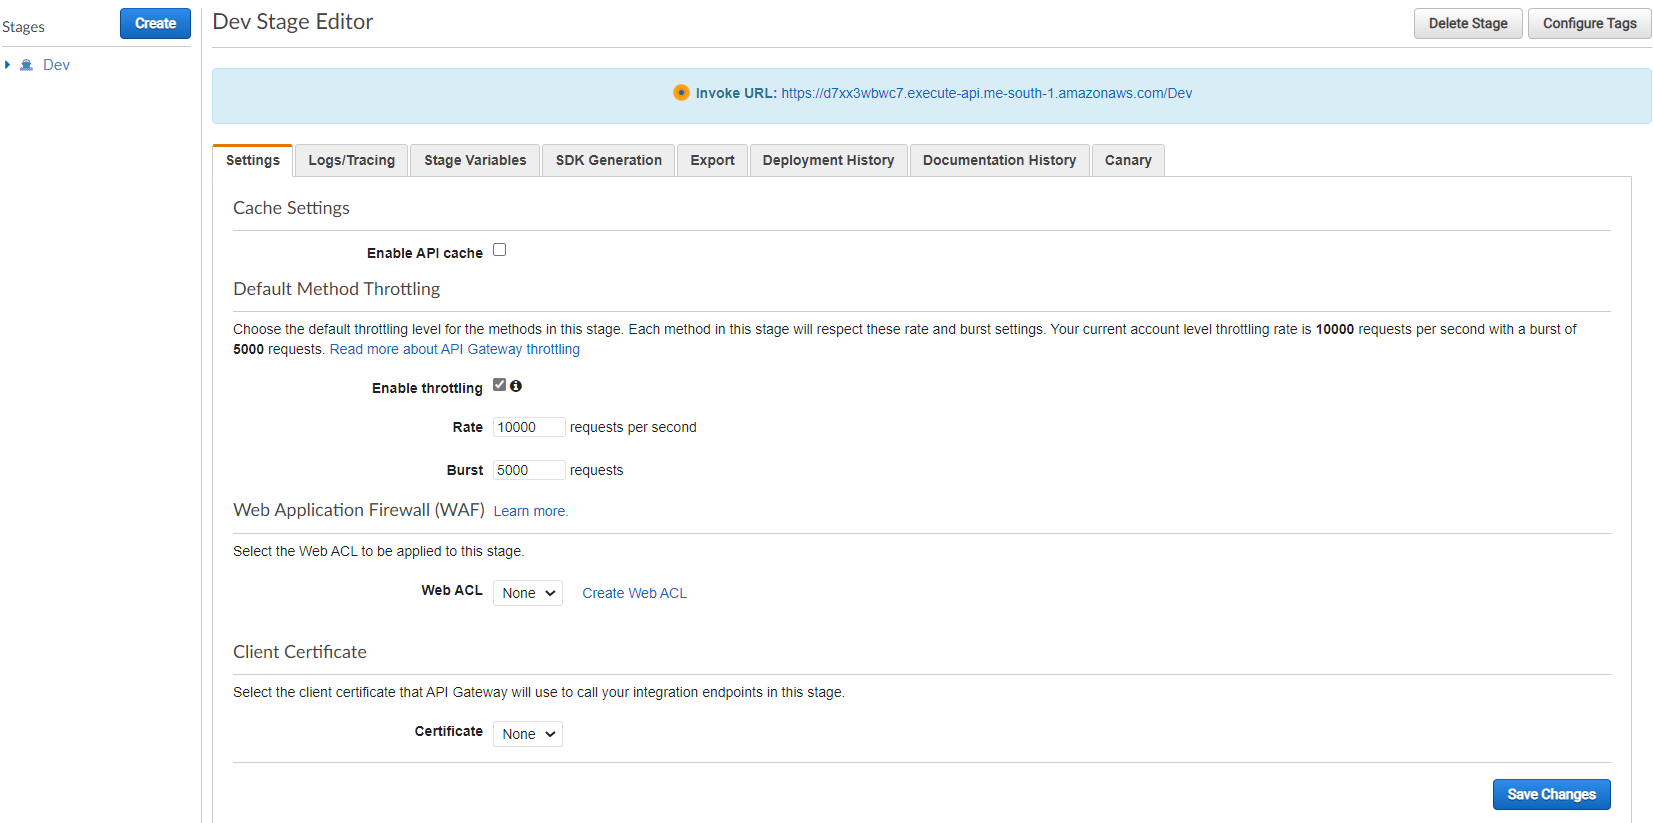 Stages
Create
Dev
Dev Stage Editor
Delete Stage
Configure Tags
Invoke URL: https://d7xx3wbwc7.execute-api.me-south-1.amazonaws.com/Dev
Settings
Logs/Tracing
Stage Variables
SDK Generation
Export
Deployment History
Documentation History
Canary
Cache Settings
Enable API cache
Default Method Throttling
Choose the default throttling level for the methods in this stage. Each method in this stage will respect these rate and burst settings. Your current account level throttling rate is 10000 requests per second with a burst of
5000 requests. Read more about API Gateway throttling
Enable throttling
Rate 10000 requests per second
Burst 5000 requests
Web Application Firewall (WAF) Learn more.
Select the Web ACL to be applied to this stage.
Web ACL None Create Web ACL
Client Certificate
Select the client certificate that API Gateway will use to call your integration endpoints in this stage.
Certificate None
Save Changes